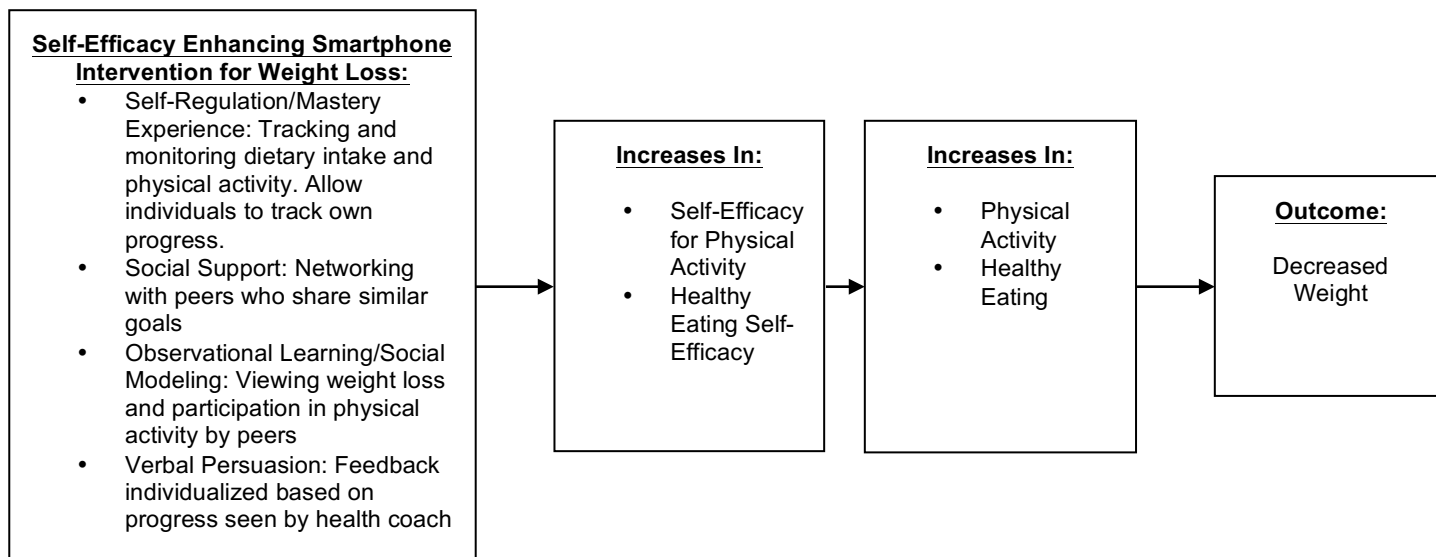 Self-Efficacy Enhancing Smartphone
Intervention for Weight Loss:
• Self-Regulation/Mastery
Experience: Tracking and
monitoring dietary intake and
physical activity. Allow
individuals to track own
progress.
• Social Support: Networking
with peers who share similar
goals
• Observational Learning/Social
Modeling: Viewing weight loss
and participation in physical
activity by peers
• Verbal Persuasion: Feedback
individualized based on
progress seen by health coach
Increases In:
• Self-Efficacy
for Physical
Activity
• Healthy
Eating Self-
Efficacy
Increases In:
• Physical
Activity
• Healthy
Eating
Outcome:
Decreased
Weight